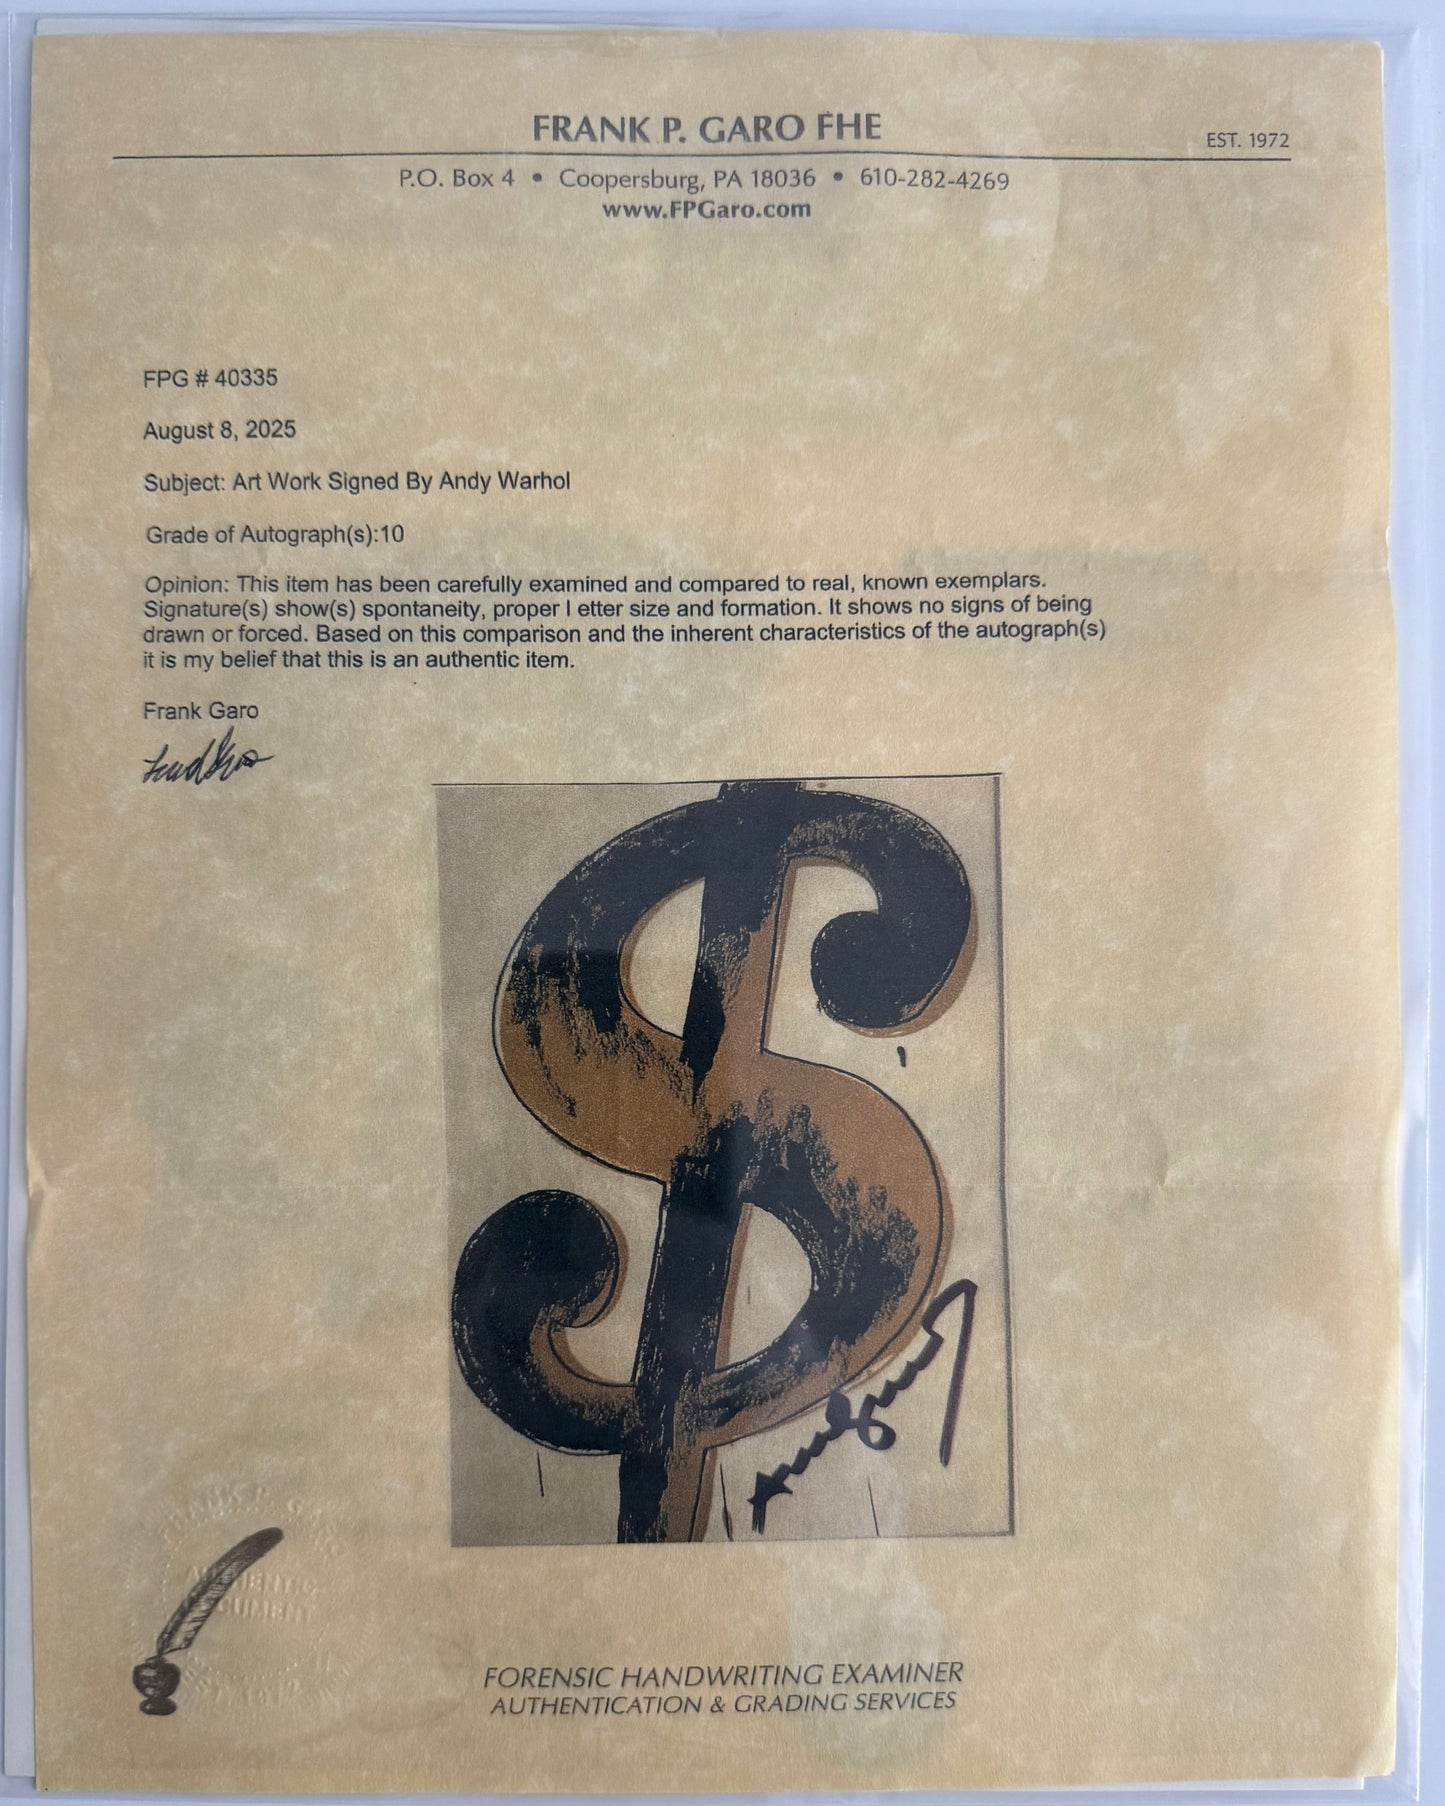 FRANK P. GARO FHE
EST. 1972
P.O. Box 4 • Coopersburg, PA 18036 • 610-282-4269
www.FPGaro.com
FPG # 40335
August 8, 2025
Subject: Art Work Signed By Andy Warhol
Grade of Autograph(s):10
Opinion: This item has been carefully examined and compared to real, known exemplars.
Signature(s) show(s) spontaneity, proper l etter size and formation. It shows no signs of being
drawn or forced. Based on this comparison and the inherent characteristics of the autograph(s)
it is my belief that this is an authentic item.
Frank Garo
$
FRANK P. GARO
DOCUMENT
FORENSIC HANDWRITING EXAMINER
AUTHENTICATION & GRADING SERVICES